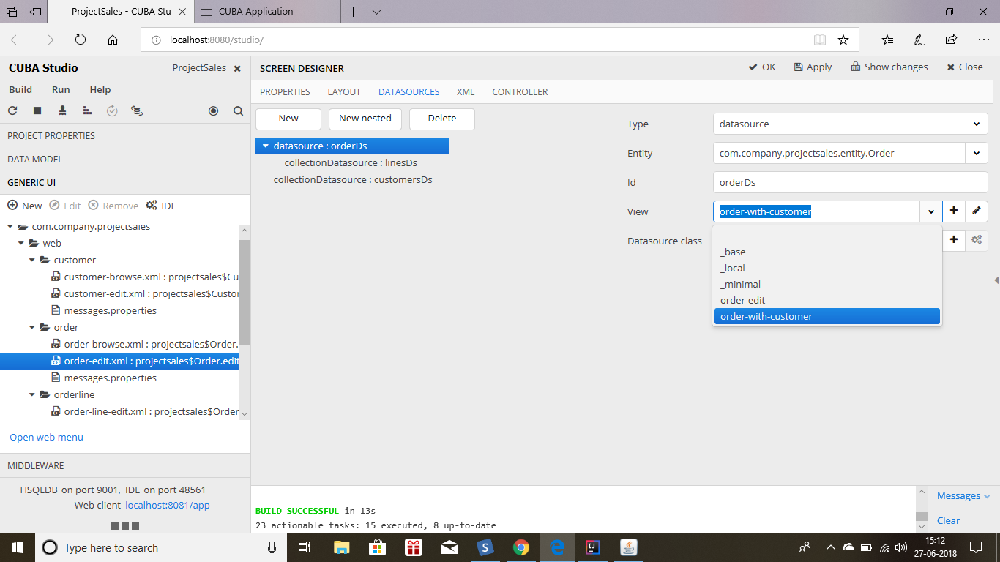 ProjectSales - CUBA Stu
CUBA Application
localhost:8080/studio/
CUBA Studio
ProjectSales
Build Run Help
PROJECT PROPERTIES
DATA MODEL
GENERIC UI
New Edit Remove IDE
com.company.projectsales
web
customer
customer-browse.xml : projectsales$Cu
customer-edit.xml : projectsales$Custor
messages.properties
order
order-browse.xml : projectsales$Order.
order-edit.xml : projectsales$Order.edit
messages.properties
orderline
order-line-edit.xml : projectsales$Order
Open web menu
MIDDLEWARE
HSQLDB on port 9001, IDE on port 48561
Web client localhost:8081/app
SCREEN DESIGNER
OK Apply Show changes Close
PROPERTIES LAYOUT DATASOURCES XML CONTROLLER
New New nested Delete
datasource : orderDs
collectionDatasource : linesDs
collectionDatasource : customersDs
Type datasource
Entity com.company.projectsales.entity.Order
Id orderDs
View order-with-customer
Datasource class
_base
_local
_minimal
order-edit
order-with-customer
BUILD SUCCESSFUL in 13s
23 actionable tasks: 15 executed, 8 up-to-date
Messages
Clear
Type here to search
15:12
27-06-2018